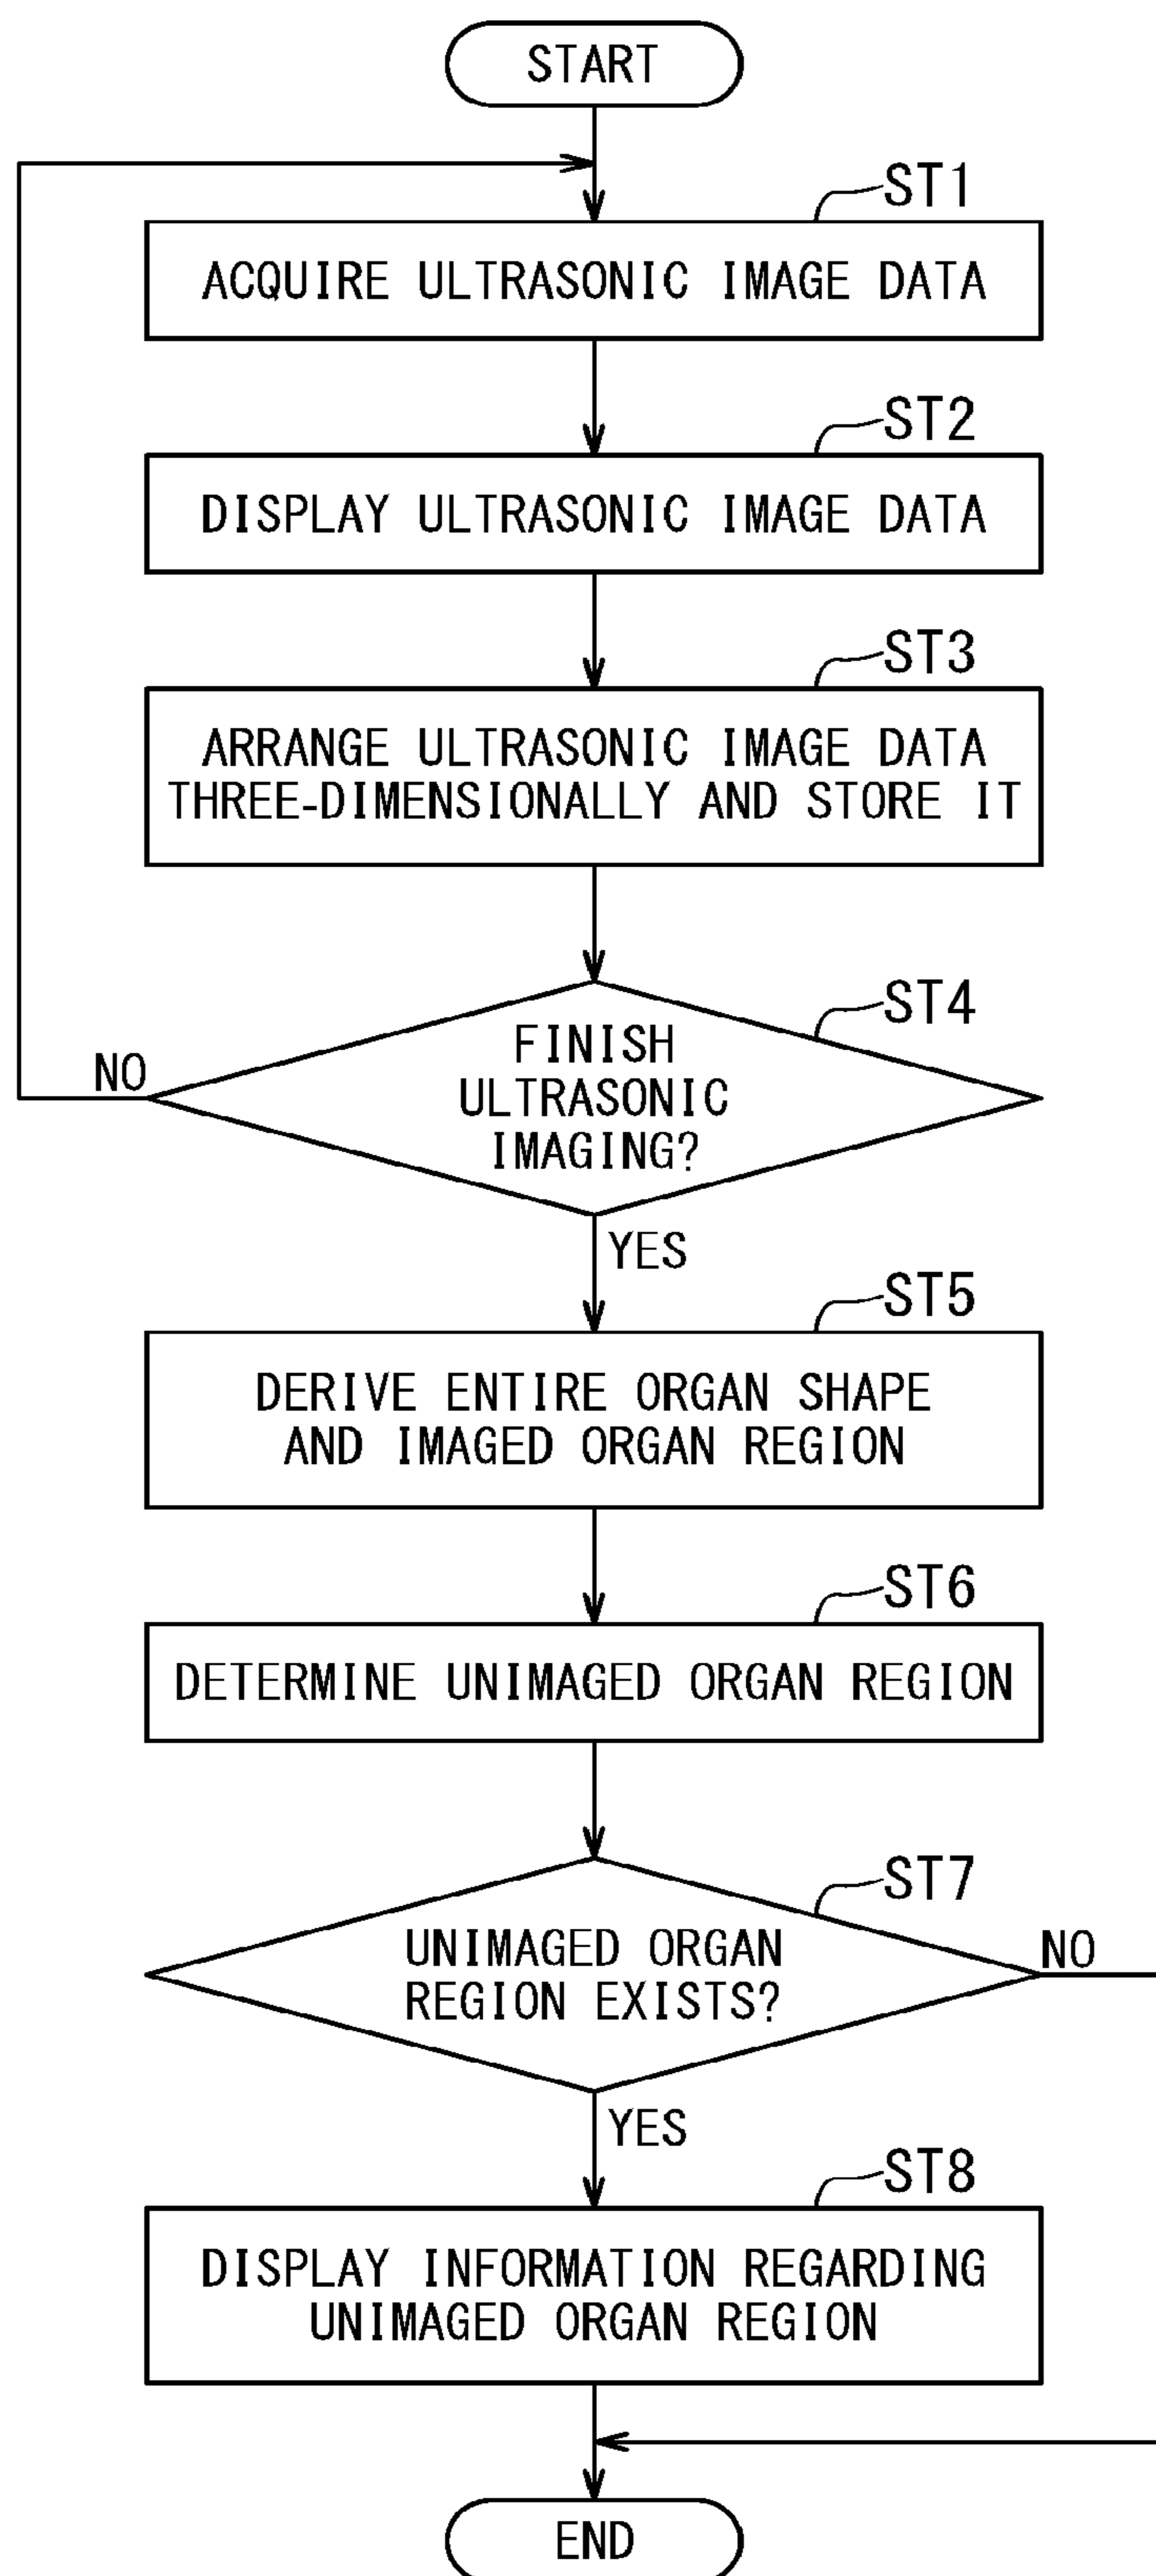 START
ST1
ACQUIRE ULTRASONIC IMAGE DATA
ST2
DISPLAY ULTRASONIC IMAGE DATA
ST3
ARRANGE ULTRASONIC IMAGE DATA
THREE-DIMENSIONALLY AND STORE IT
ST4
FINISH
ULTRASONIC
IMAGING?
NO
YES
ST5
DERIVE ENTIRE ORGAN SHAPE
AND IMAGED ORGAN REGION
ST6
DETERMINE UNIMAGED ORGAN REGION
ST7
UNIMAGED ORGAN
REGION EXISTS?
NO
YES
ST8
DISPLAY INFORMATION REGARDING
UNIMAGED ORGAN REGION
END